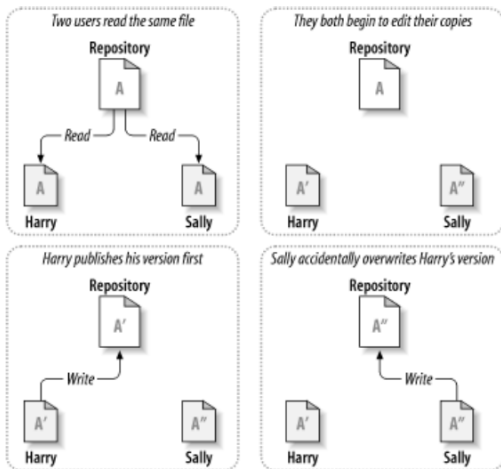 Two users read the same file
Repository
A
Read Read
A A
Harry Sally
They both begin to edit their copies
Repository
A
A' A"
Harry Sally
Harry publishes his version first
Repository
A'
Write
A' A"
Harry Sally
Sally accidentally overwrites Harry's version
Repository
A"
Write
A' A"
Harry Sally